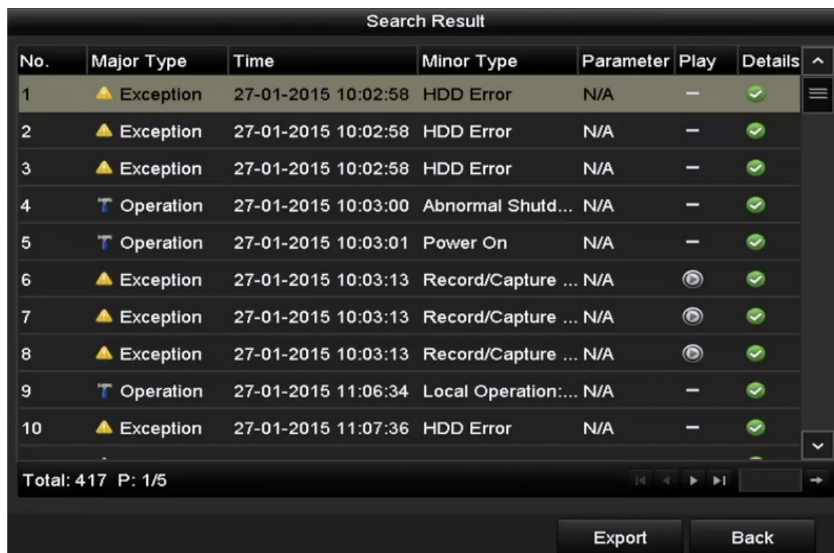 Search Result
No. Major Type Time Minor Type Parameter Play Details
1 Exception 27-01-2015 10:02:58 HDD Error N/A –
2 Exception 27-01-2015 10:02:58 HDD Error N/A –
3 Exception 27-01-2015 10:02:58 HDD Error N/A –
4 Operation 27-01-2015 10:03:00 Abnormal Shutd... N/A –
5 Operation 27-01-2015 10:03:01 Power On N/A –
6 Exception 27-01-2015 10:03:13 Record/Capture ... N/A
7 Exception 27-01-2015 10:03:13 Record/Capture ... N/A
8 Exception 27-01-2015 10:03:13 Record/Capture ... N/A
9 Operation 27-01-2015 11:06:34 Local Operation:... N/A –
10 Exception 27-01-2015 11:07:36 HDD Error N/A –
Total: 417 P: 1/5
Export Back